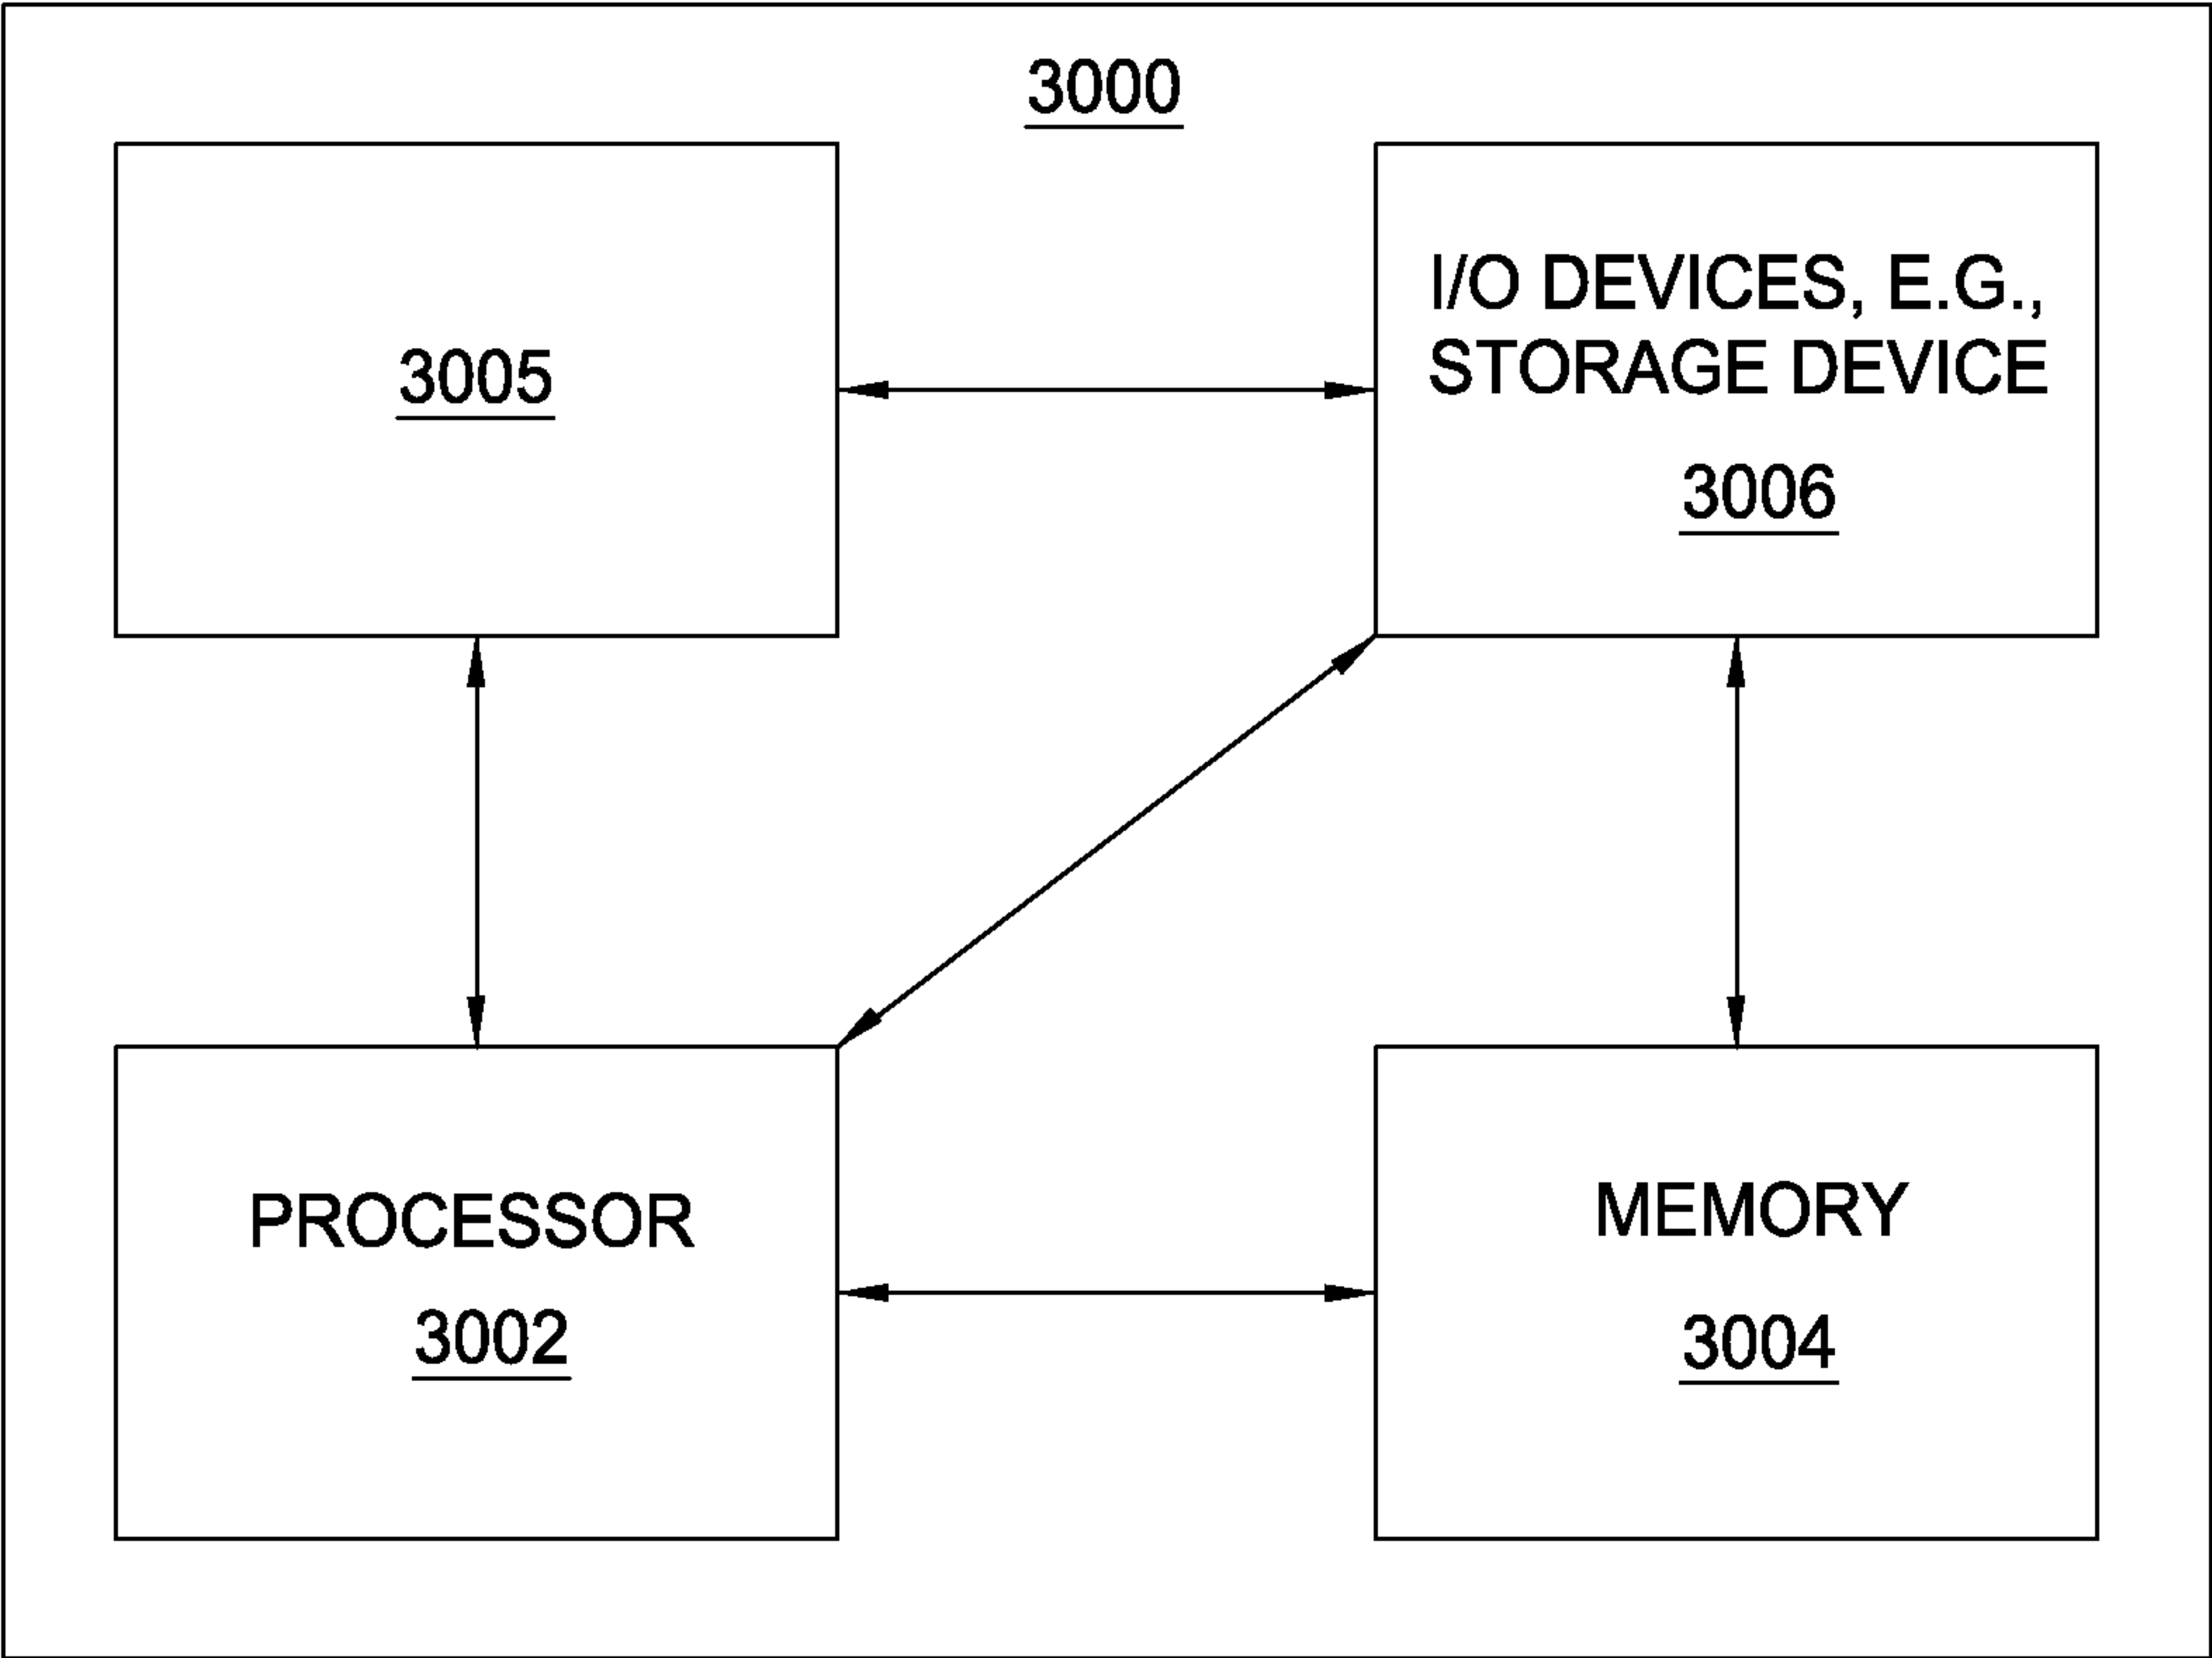 3000
3005
I/O DEVICES, E.G.,
STORAGE DEVICE
3006
PROCESSOR
3002
MEMORY
3004